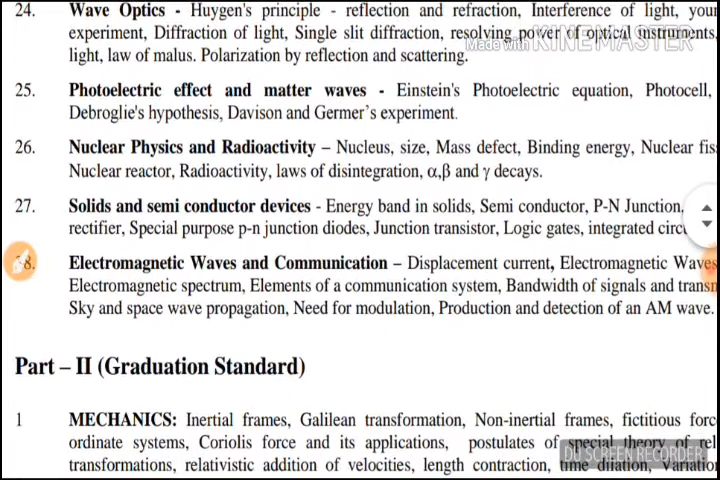 24. Wave Optics - Huygen's principle - reflection and refraction, Interference of light,
experiment, Diffraction of light, Single slit diffraction, resolving power of optical instruments,
Made with KINEMASTER
light, law of malus. Polarization by reflection and scattering.
25. Photoelectric effect and matter waves - Einstein's Photoelectric equation, Photocell,
Debroglie's hypothesis, Davison and Germer's experiment.
26. Nuclear Physics and Radioactivity – Nucleus, size, Mass defect, Binding energy, Nuclear
Nuclear reactor, Radioactivity, laws of disintegration, α,β and γ decays.
27. Solids and semi conductor devices - Energy band in solids, Semi conductor, P-N Junction,
rectifier, Special purpose p-n junction diodes, Junction transistor, Logic gates, integrated
28. Electromagnetic Waves and Communication – Displacement current, Electromagnetic Waves
Electromagnetic spectrum, Elements of a communication system, Bandwidth of signals and
Sky and space wave propagation, Need for modulation, Production and detection of an AM wave.
Part – II (Graduation Standard)
1 MECHANICS: Inertial frames, Galilean transformation, Non-inertial frames, fictitious
ordinate systems, Coriolis force and its applications, postulates of special theory of
DU SCREEN RECORDER
transformations, relativistic addition of velocities, length contraction, time dilation,